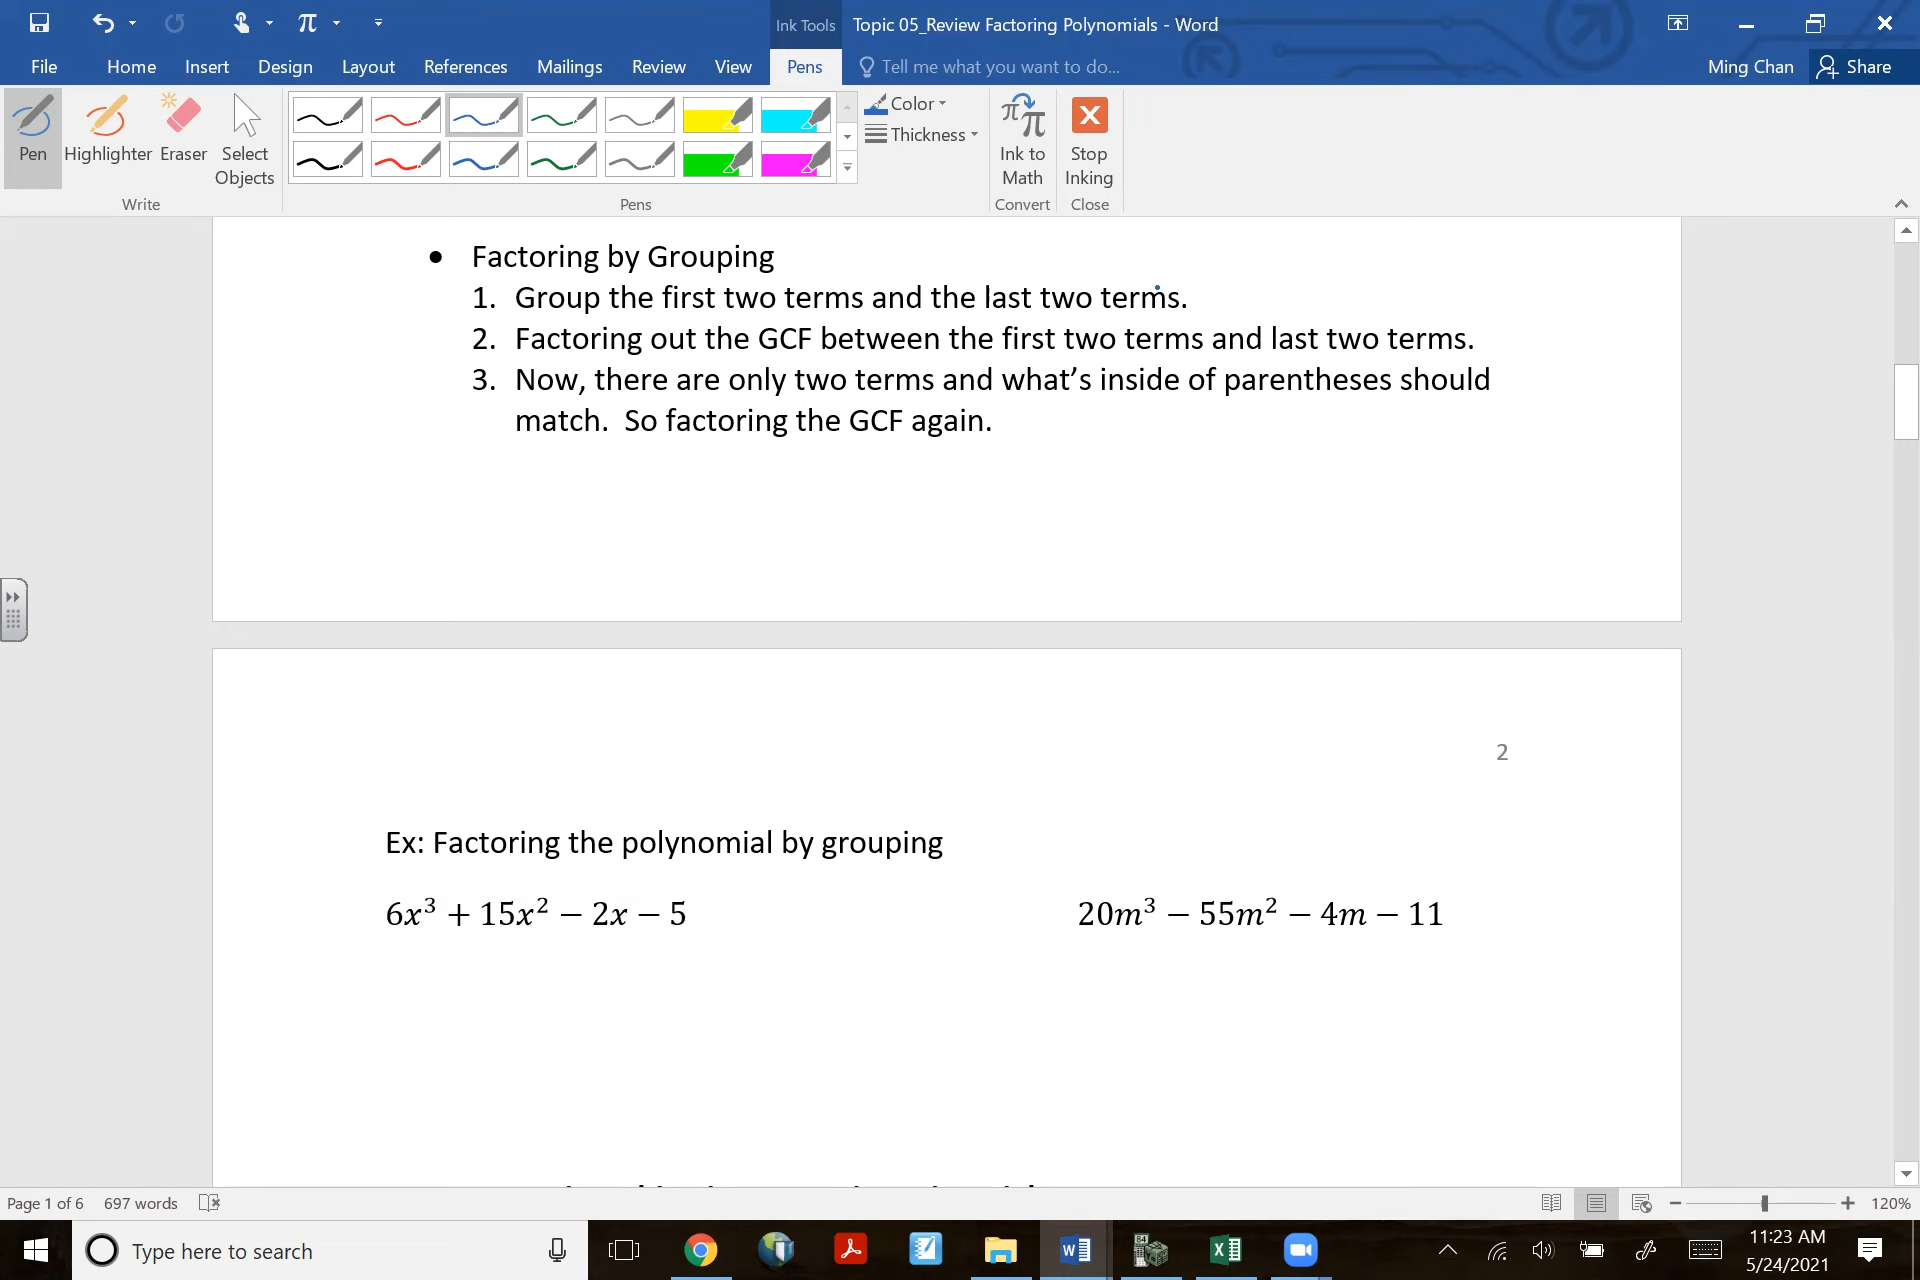 Ink Tools
Topic 05_Review Factoring Polynomials - Word
File Home Insert Design Layout References Mailings Review View Pens Tell me what you want to do... Ming Chan Share
Pen Highlighter Eraser Select Objects
Color
Thickness
Ink to Math
Stop Inking
Write Pens Convert Close
• Factoring by Grouping
1. Group the first two terms and the last two terms.
2. Factoring out the GCF between the first two terms and last two terms.
3. Now, there are only two terms and what's inside of parentheses should
match. So factoring the GCF again.
2
Ex: Factoring the polynomial by grouping
6x³ + 15x² − 2x − 5 20m³ − 55m² − 4m − 11
Page 1 of 6 697 words 120%
Type here to search
11:23 AM
5/24/2021